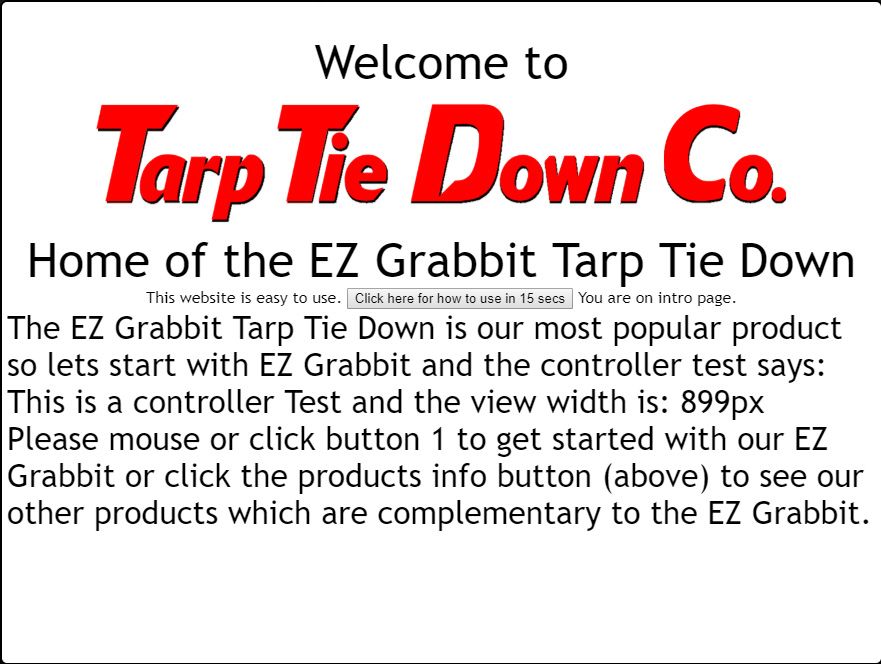 Welcome to
Tarp Tie Down Co.
Home of the EZ Grabbit Tarp Tie Down
This website is easy to use. Click here for how to use in 15 secs You are on intro page.
The EZ Grabbit Tarp Tie Down is our most popular product
so lets start with EZ Grabbit and the controller test says:
This is a controller Test and the view width is: 899px
Please mouse or click button 1 to get started with our EZ
Grabbit or click the products info button (above) to see our
other products which are complementary to the EZ Grabbit.